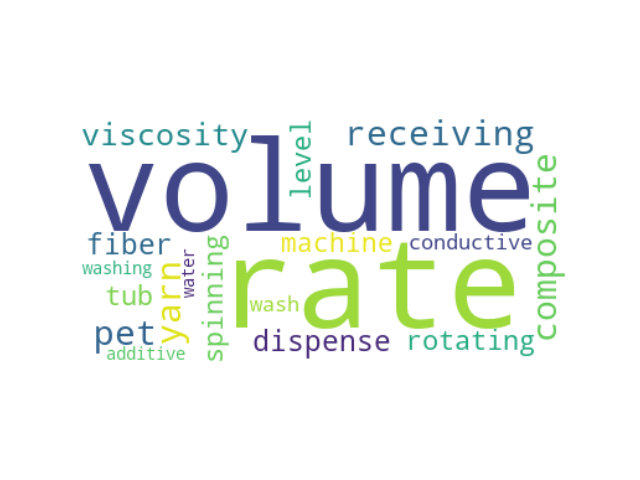 viscosity
level
receiving
volume
composite
fiber
spinning
machine
conductive
washing
water
yarn
rate
tub
wash
pet
dispense
rotating
additive